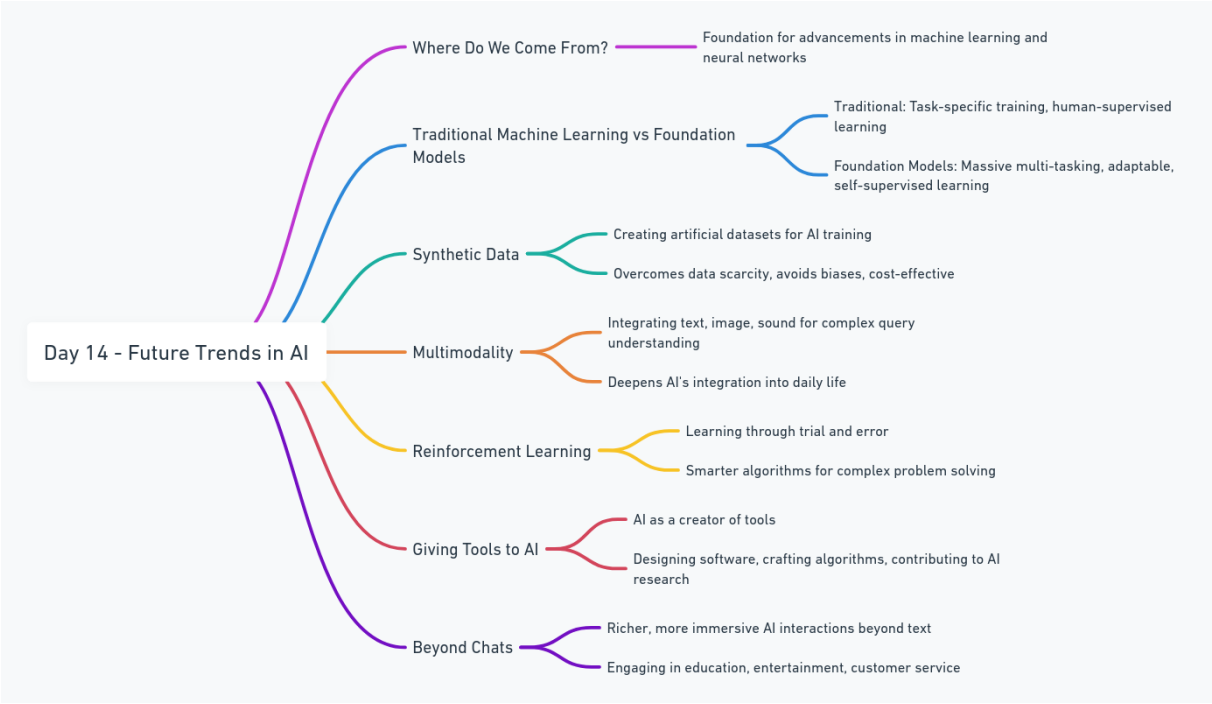 Where Do We Come From?
Foundation for advancements in machine learning and
neural networks
Traditional Machine Learning vs Foundation
Models
Traditional: Task-specific training, human-supervised
learning
Foundation Models: Massive multi-tasking, adaptable,
self-supervised learning
Synthetic Data
Creating artificial datasets for AI training
Overcomes data scarcity, avoids biases, cost-effective
Day 14 - Future Trends in AI
Multimodality
Integrating text, image, sound for complex query
understanding
Deepens AI's integration into daily life
Reinforcement Learning
Learning through trial and error
Smarter algorithms for complex problem solving
Giving Tools to AI
AI as a creator of tools
Designing software, crafting algorithms, contributing to AI
research
Beyond Chats
Richer, more immersive AI interactions beyond text
Engaging in education, entertainment, customer service